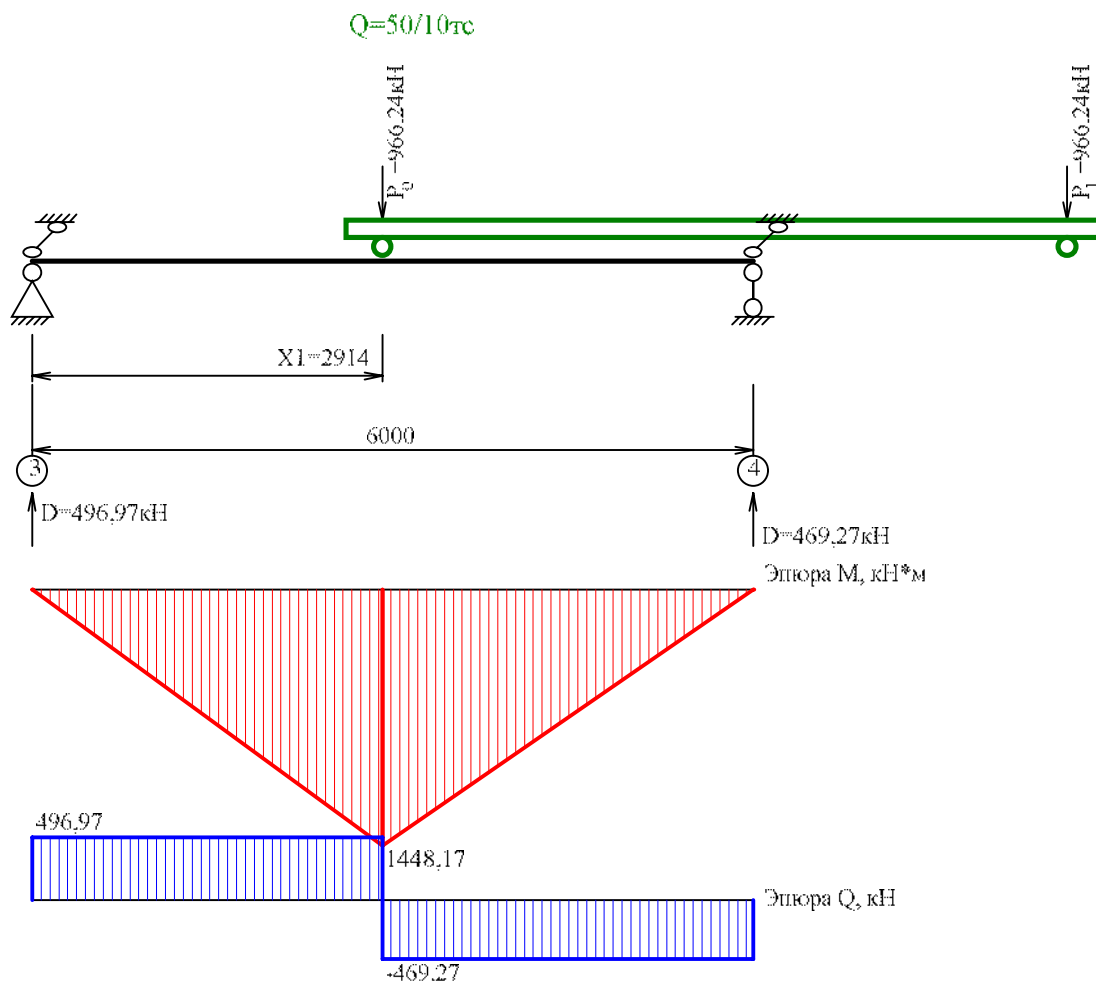 Q=50/10тс
P0 =966,24кН
P1 =966,24кН
X1=2914
6000
3
4
D=496,97кН
D=469,27кН
Эпюра M, кН*м
496,97
1448,17
Эпюра Q, кН
-469,27